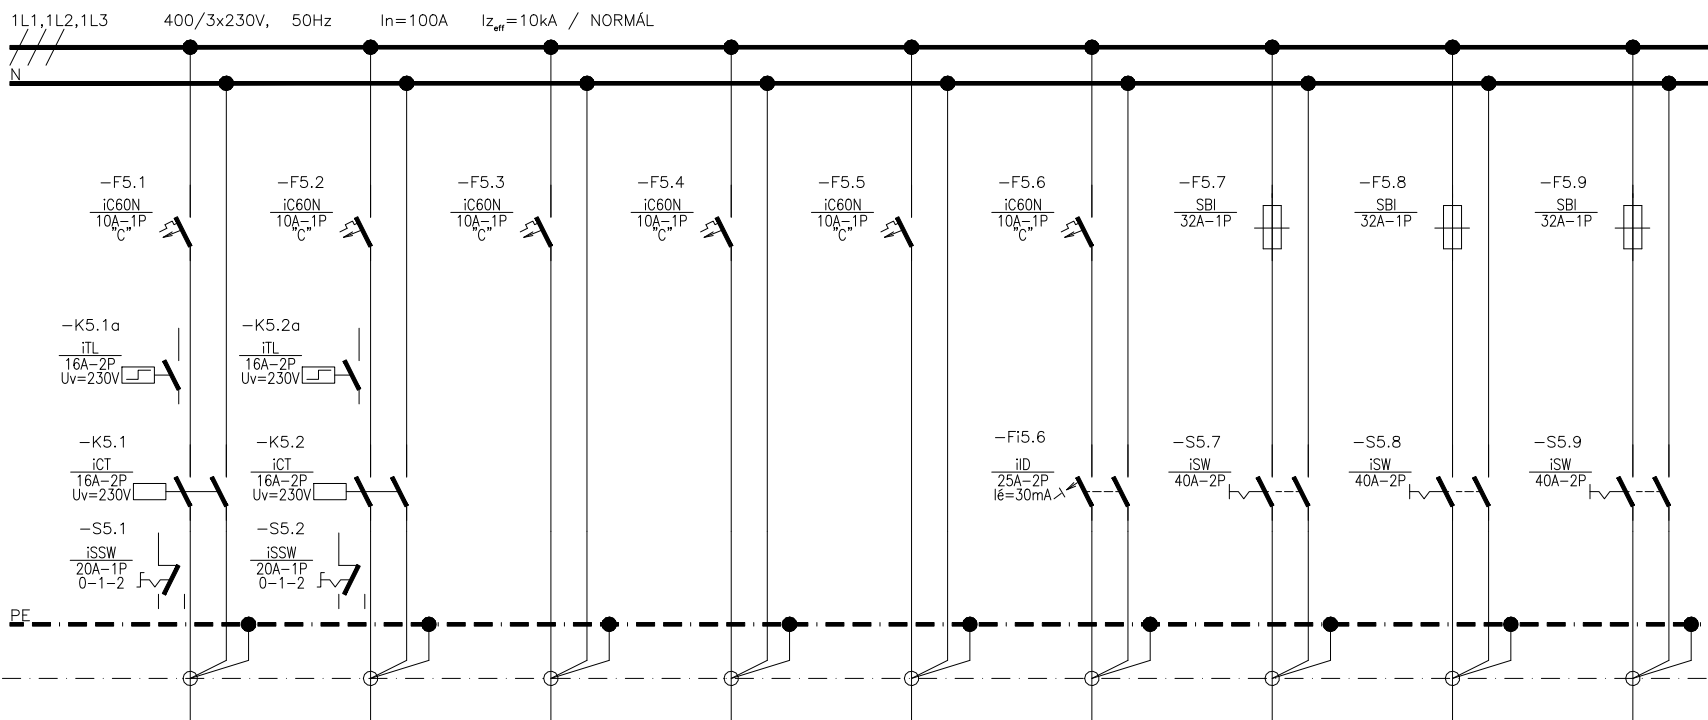 1L1,1L2,1L3 400/3x230V, 50Hz In=100A Iz eff=10kA / NORMÁL
N
-F5.1
iC60N
10A-1P
"C"
-F5.2
iC60N
10A-1P
"C"
-F5.3
iC60N
10A-1P
"C"
-F5.4
iC60N
10A-1P
"C"
-F5.5
iC60N
10A-1P
"C"
-F5.6
iC60N
10A-1P
"C"
-F5.7
SBI
32A-1P
-F5.8
SBI
32A-1P
-F5.9
SBI
32A-1P
-K5.1a
iTL
16A-2P
Uv=230V
-K5.2a
iTL
16A-2P
Uv=230V
-K5.1
iCT
16A-2P
Uv=230V
-K5.2
iCT
16A-2P
Uv=230V
-Fi5.6
iID
25A-2P
Ié=30mA
-S5.7
iSW
40A-2P
-S5.8
iSW
40A-2P
-S5.9
iSW
40A-2P
-S5.1
iSSW
20A-1P
0-1-2
-S5.2
iSSW
20A-1P
0-1-2
PE